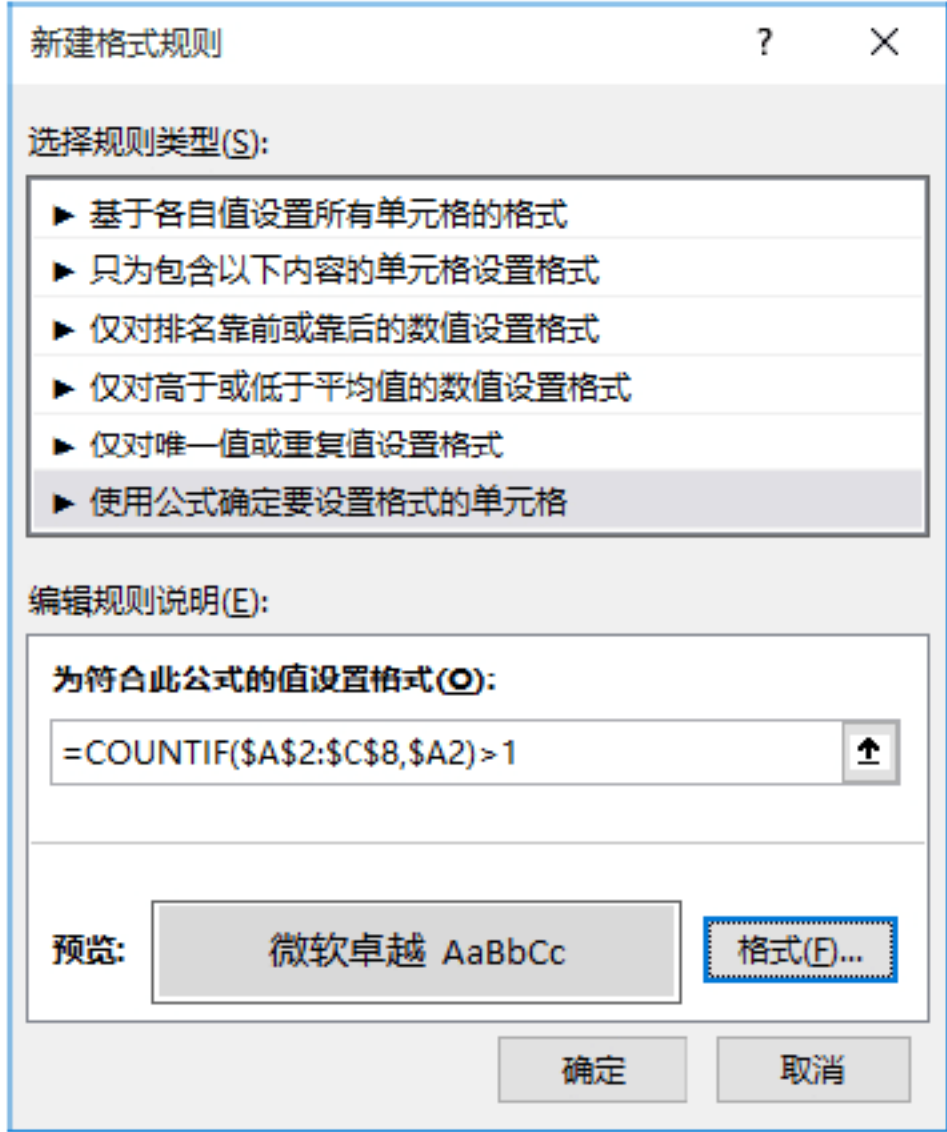 新建格式规则 ?
选择规则类型(S):
► 基于各自值设置所有单元格的格式
► 只为包含以下内容的单元格设置格式
► 仅对排名靠前或靠后的数值设置格式
► 仅对高于或低于平均值的数值设置格式
► 仅对唯一值或重复值设置格式
► 使用公式确定要设置格式的单元格
编辑规则说明(E):
为符合此公式的值设置格式(O):
=COUNTIF($A$2:$C$8,$A2)>1
预览: 微软卓越 AaBbCc 格式(F)...
确定 取消